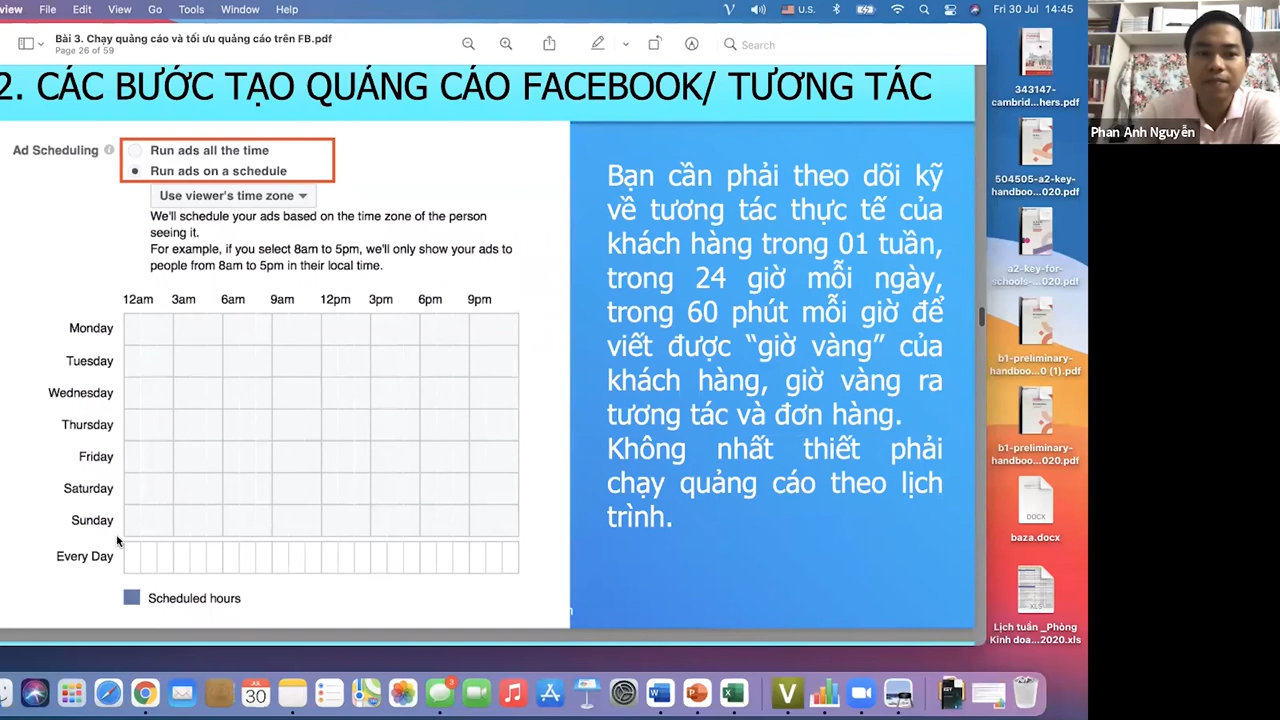 view File Edit View Go Tools Window Help U.S. Fri 30 Jul 14:45
Bài 3. Chạy quảng cáo và tối ưu quảng cáo trên FB.pdf
Page 26 of 59
Search
2. CÁC BƯỚC TẠO QUẢNG CÁO FACEBOOK/ TƯƠNG TÁC
Ad Scheduling
Run ads all the time
Run ads on a schedule
Use viewer's time zone
We'll schedule your ads based on the time zone of the person
seeing it.
For example, if you select 8am to 5pm, we'll only show your ads to
people from 8am to 5pm in their local time.
12am 3am 6am 9am 12pm 3pm 6pm 9pm
Monday
Tuesday
Wednesday
Thursday
Friday
Saturday
Sunday
Every Day
Scheduled hours
Bạn cần phải theo dõi kỹ
về tương tác thực tế của
khách hàng trong 01 tuần,
trong 24 giờ mỗi ngày,
trong 60 phút mỗi giờ để
viết được “giờ vàng” của
khách hàng, giờ vàng ra
tương tác và đơn hàng.
Không nhất thiết phải
chạy quảng cáo theo lịch
trình.
343147-
cambrid...hers.pdf
504505-a2-key-
handboo...020.pdf
a2-key-for-
schools-...020.pdf
b1-preliminary-
handboo...0 (1).pdf
b1-preliminary-
handboo...020.pdf
DOCX
baza.docx
XLS
Lịch tuần _Phòng
Kinh doa...2020.xls
Phan Anh Nguyễn
JUL
30
3